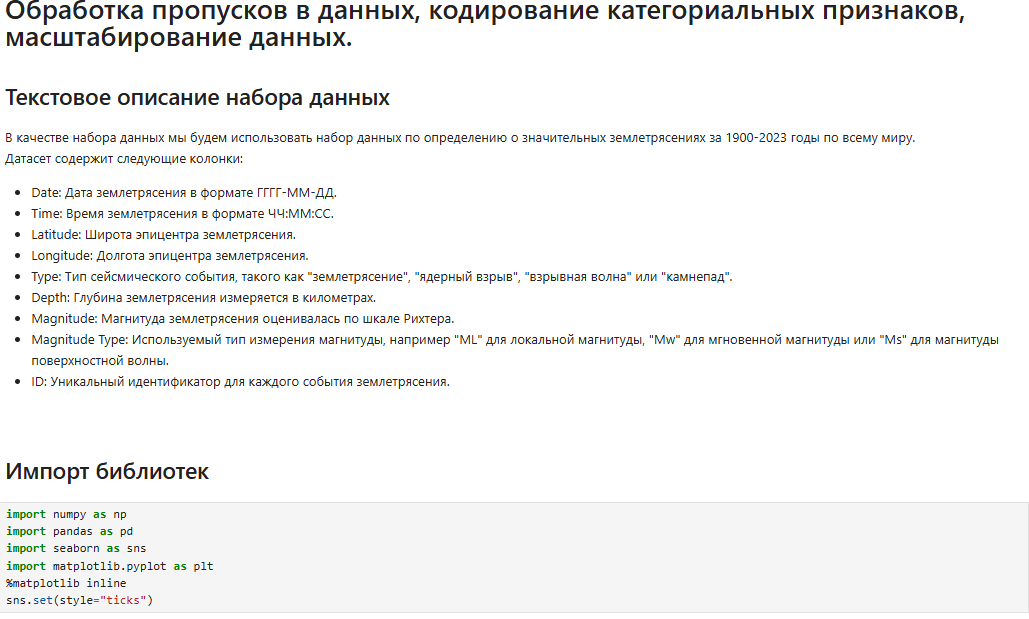 Обработка пропусков в данных, кодирование категориальных признаков,
масштабирование данных.
Текстовое описание набора данных
В качестве набора данных мы будем использовать набор данных по определению о значительных землетрясениях за 1900-2023 годы по всему миру.
Датасет содержит следующие колонки:
• Date: Дата землетрясения в формате ГГГГ-ММ-ДД.
• Time: Время землетрясения в формате ЧЧ:ММ:СС.
• Latitude: Широта эпицентра землетрясения.
• Longitude: Долгота эпицентра землетрясения.
• Type: Тип сейсмического события, такого как "землетрясение", "ядерный взрыв", "взрывная волна" или "камнепад".
• Depth: Глубина землетрясения измеряется в километрах.
• Magnitude: Магнитуда землетрясения оценивалась по шкале Рихтера.
• Magnitude Type: Используемый тип измерения магнитуды, например "ML" для локальной магнитуды, "Mw" для мгновенной магнитуды или "Ms" для магнитуды
поверхностной волны.
• ID: Уникальный идентификатор для каждого события землетрясения.
Импорт библиотек
import numpy as np
import pandas as pd
import seaborn as sns
import matplotlib.pyplot as plt
%matplotlib inline
sns.set(style="ticks")